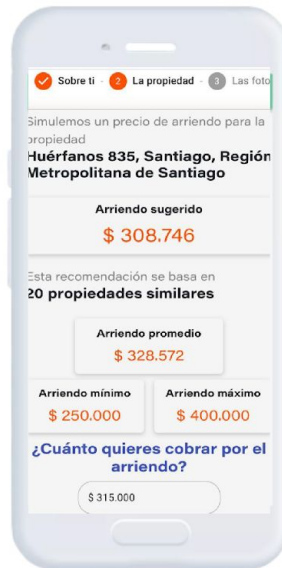 Sobre ti - 2 La propiedad - 3 Las foto
Simulemos un precio de arriendo para la
propiedad
Huérfanos 835, Santiago, Región
Metropolitana de Santiago
Arriendo sugerido
$ 308.746
Esta recomendación se basa en
20 propiedades similares
Arriendo promedio
$ 328.572
Arriendo mínimo
$ 250.000
Arriendo máximo
$ 400.000
¿Cuánto quieres cobrar por el
arriendo?
$ 315.000